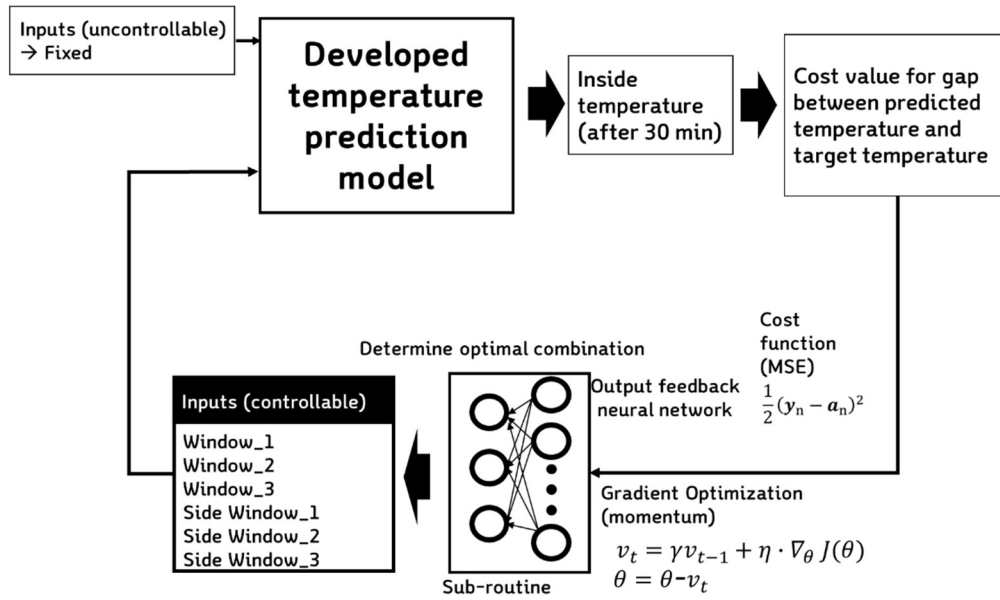 Inputs (uncontrollable)
→ Fixed
Developed
temperature
prediction
model
Inside
temperature
(after 30 min)
Cost value for gap
between predicted
temperature and
target temperature
Cost
function
(MSE)
½(𝒚ₙ − 𝒂ₙ)²
Determine optimal combination
Output feedback
neural network
Inputs (controllable)
Window_1
Window_2
Window_3
Side Window_1
Side Window_2
Side Window_3
Gradient Optimization
(momentum)
𝑣ₜ = 𝛾𝑣ₜ₋₁ + 𝜂 · ∇_𝜃 𝐽(𝜃)
𝜃 = 𝜃-𝑣ₜ
Sub-routine